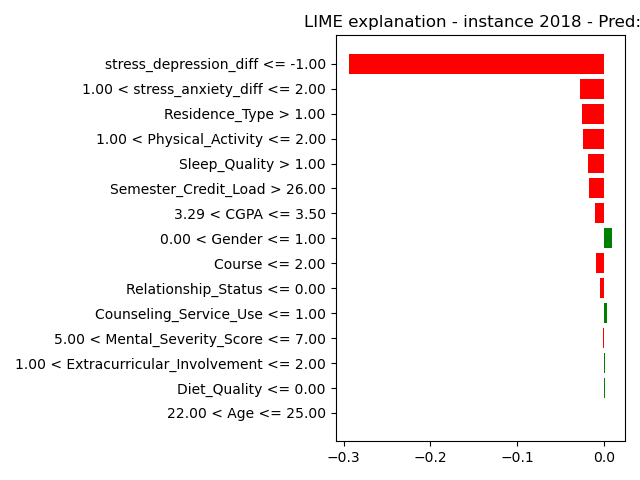 LIME explanation - instance 2018 - Pred:
stress_depression_diff <= -1.00
1.00 < stress_anxiety_diff <= 2.00
Residence_Type > 1.00
1.00 < Physical_Activity <= 2.00
Sleep_Quality > 1.00
Semester_Credit_Load > 26.00
3.29 < CGPA <= 3.50
0.00 < Gender <= 1.00
Course <= 2.00
Relationship_Status <= 0.00
Counseling_Service_Use <= 1.00
5.00 < Mental_Severity_Score <= 7.00
1.00 < Extracurricular_Involvement <= 2.00
Diet_Quality <= 0.00
22.00 < Age <= 25.00
−0.3 −0.2 −0.1 0.0